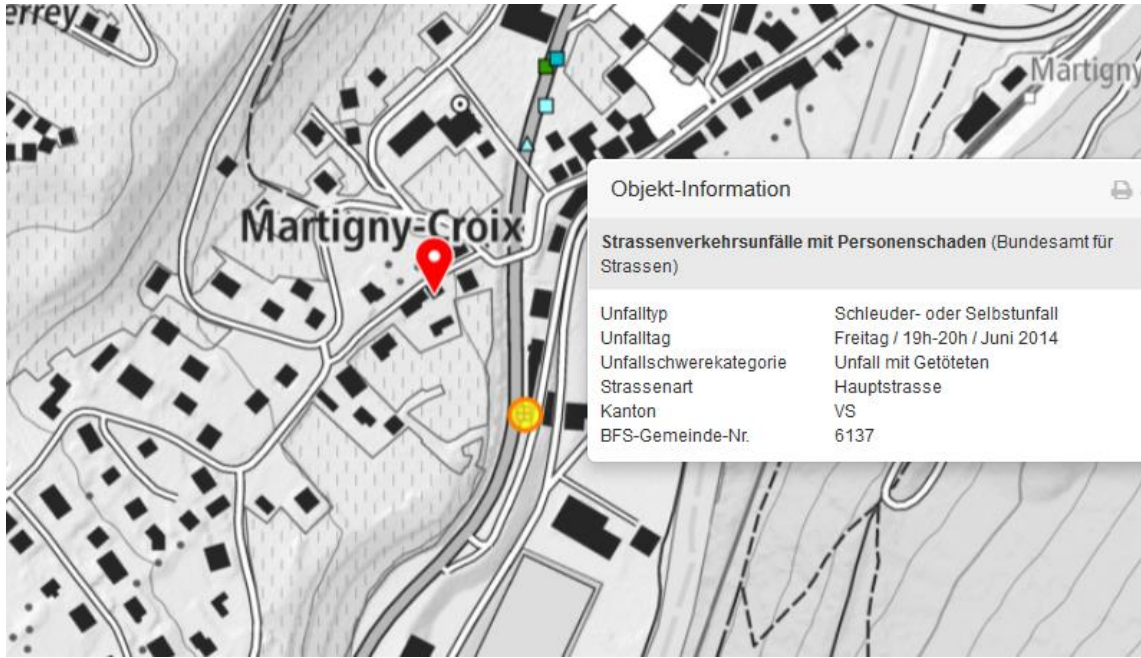 Martigny
Martigny-Croix
Objekt-Information
Strassenverkehrsunfälle mit Personenschaden (Bundesamt für
Strassen)
Unfalltyp Schleuder- oder Selbstunfall
Unfalltag Freitag / 19h-20h / Juni 2014
Unfallschwerekategorie Unfall mit Getöteten
Strassenart Hauptstrasse
Kanton VS
BFS-Gemeinde-Nr. 6137